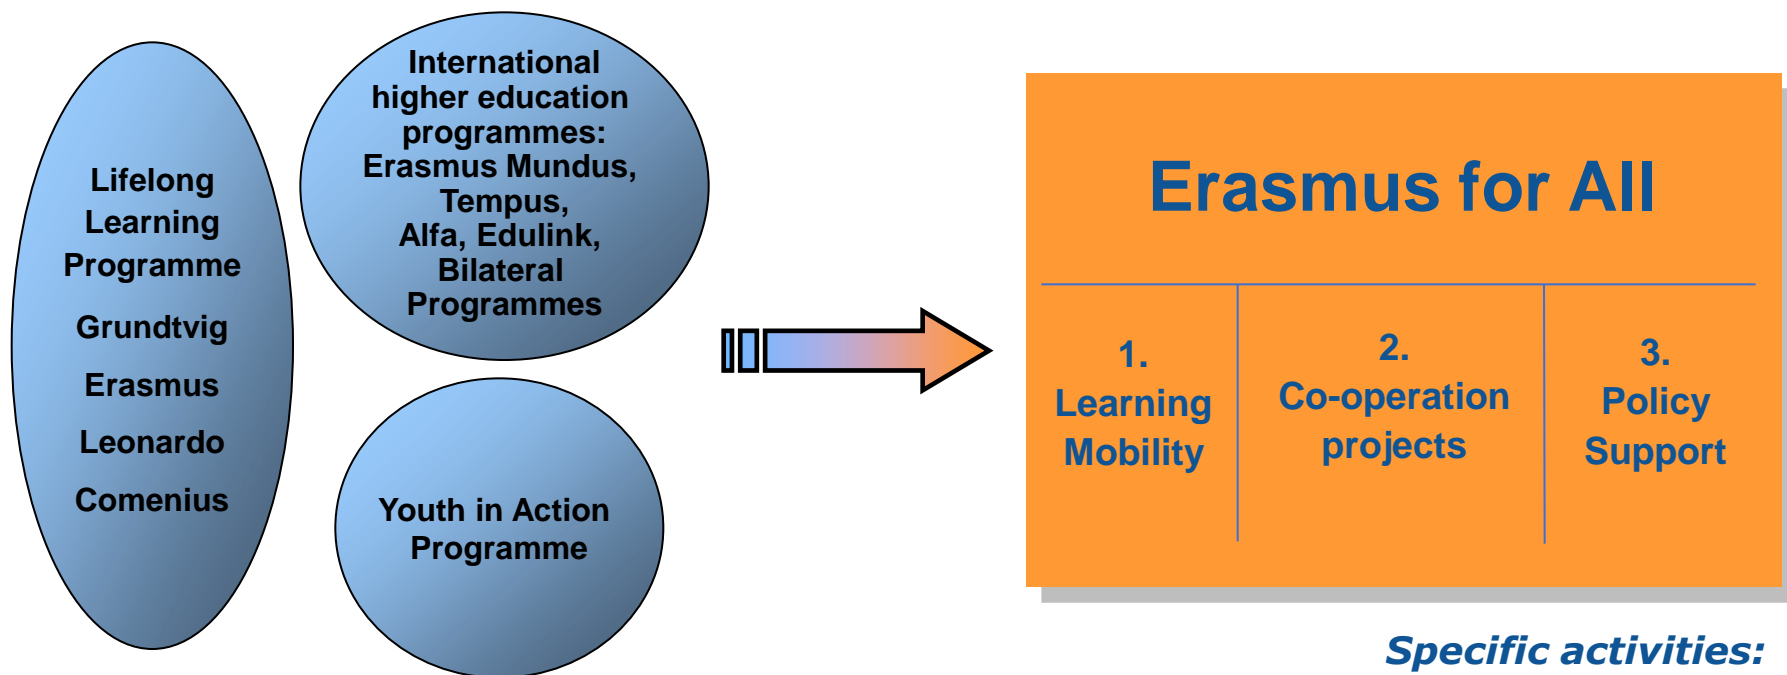 Lifelong
Learning
Programme
Grundtvig
Erasmus
Leonardo
Comenius
International
higher education
programmes:
Erasmus Mundus,
Tempus,
Alfa, Edulink,
Bilateral
Programmes
Youth in Action
Programme
Erasmus for All
1.
Learning
Mobility
2.
Co-operation
projects
3.
Policy
Support
Specific activities: